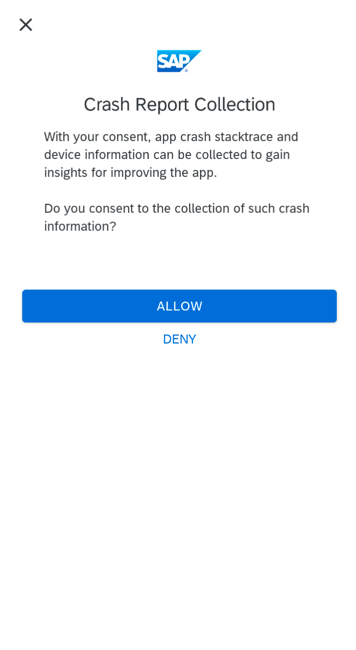 SAP
Crash Report Collection
With your consent, app crash stacktrace and
device information can be collected to gain
insights for improving the app.
Do you consent to the collection of such crash
information?
ALLOW
DENY